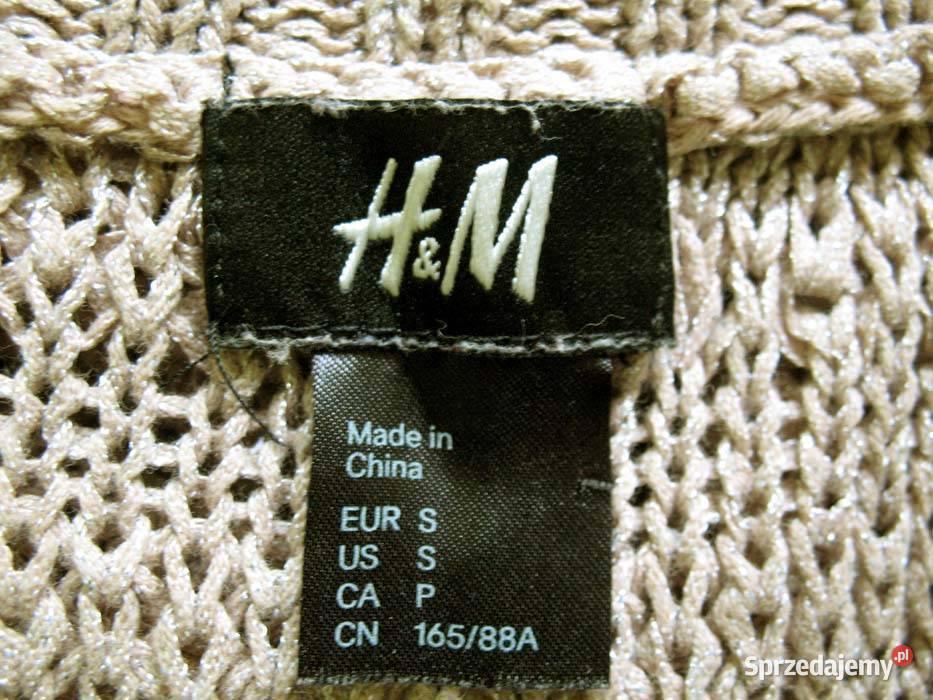 H&M
Made in
China
EUR S
US S
CA P
CN 165/88A
Sprzedajemy.pl